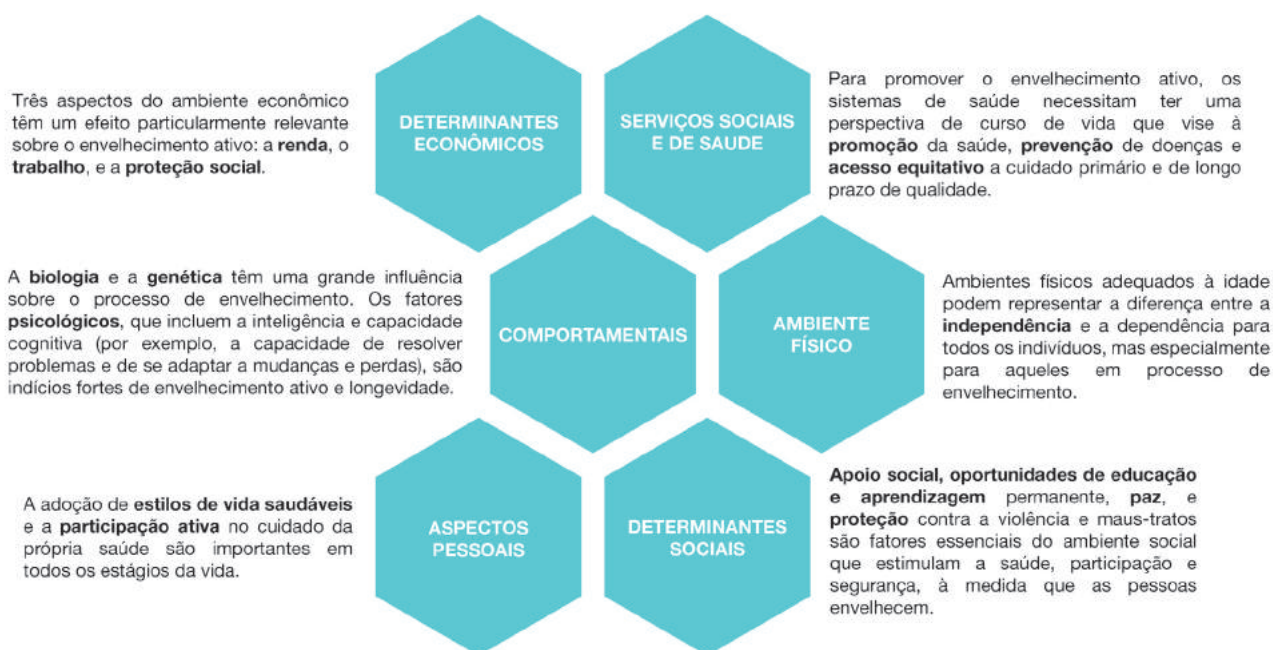 Três aspectos do ambiente econômico
têm um efeito particularmente relevante
sobre o envelhecimento ativo: a renda, o
trabalho, e a proteção social.
DETERMINANTES
ECONÔMICOS
SERVIÇOS SOCIAIS
E DE SAUDE
Para promover o envelhecimento ativo, os
sistemas de saúde necessitam ter uma
perspectiva de curso de vida que vise à
promoção da saúde, prevenção de doenças e
acesso equitativo a cuidado primário e de longo
prazo de qualidade.
A biologia e a genética têm uma grande influência
sobre o processo de envelhecimento. Os fatores
psicológicos, que incluem a inteligência e capacidade
cognitiva (por exemplo, a capacidade de resolver
problemas e de se adaptar a mudanças e perdas), são
indícios fortes de envelhecimento ativo e longevidade.
COMPORTAMENTAIS
AMBIENTE
FÍSICO
Ambientes físicos adequados à idade
podem representar a diferença entre a
independência e a dependência para
todos os indivíduos, mas especialmente
para aqueles em processo de
envelhecimento.
A adoção de estilos de vida saudáveis
e a participação ativa no cuidado da
própria saúde são importantes em
todos os estágios da vida.
ASPECTOS
PESSOAIS
DETERMINANTES
SOCIAIS
Apoio social, oportunidades de educação
e aprendizagem permanente, paz, e
proteção contra a violência e maus-tratos
são fatores essenciais do ambiente social
que estimulam a saúde, participação e
segurança, à medida que as pessoas
envelhecem.